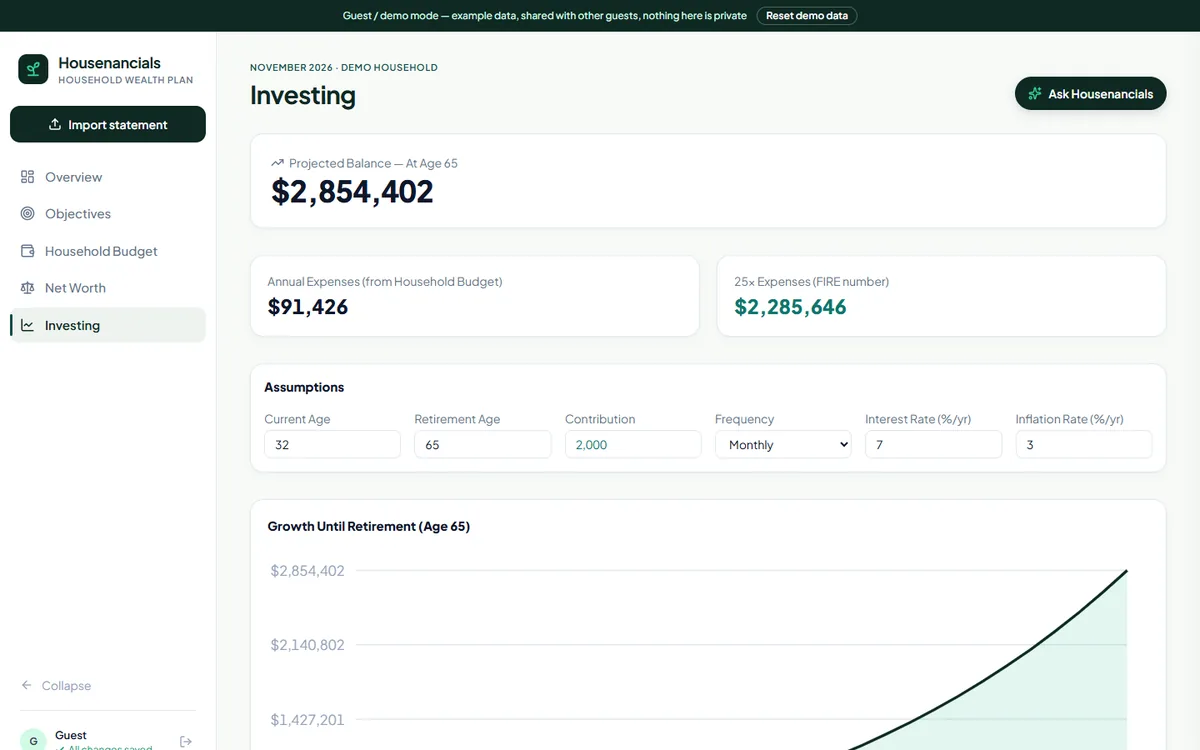 Guest / demo mode — example data, shared with other guests, nothing here is private
Reset demo data
Housenancials
HOUSEHOLD WEALTH PLAN
Import statement
Overview
Objectives
Household Budget
Net Worth
Investing
Collapse
G
Guest
✓ All changes saved
NOVEMBER 2026 · DEMO HOUSEHOLD
Investing
Ask Housenancials
Projected Balance — At Age 65
$2,854,402
Annual Expenses (from Household Budget)
$91,426
25× Expenses (FIRE number)
$2,285,646
Assumptions
Current Age
32
Retirement Age
65
Contribution
2,000
Frequency
Monthly
Interest Rate (%/yr)
7
Inflation Rate (%/yr)
3
Growth Until Retirement (Age 65)
$2,854,402
$2,140,802
$1,427,201